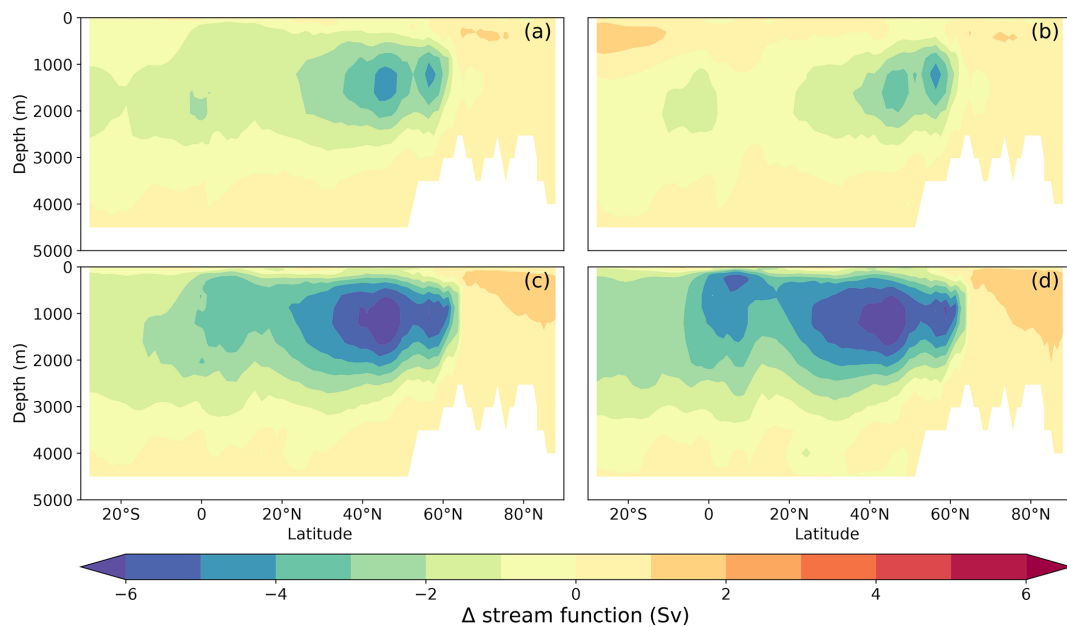 (a) (b)
0
1000
2000
3000
4000
5000
Depth (m)
(c) (d)
0
1000
2000
3000
4000
5000
Depth (m)
20°S 0 20°N 40°N 60°N 80°N 20°S 0 20°N 40°N 60°N 80°N
Latitude Latitude
−6 −4 −2 0 2 4 6
Δ stream function (Sv)